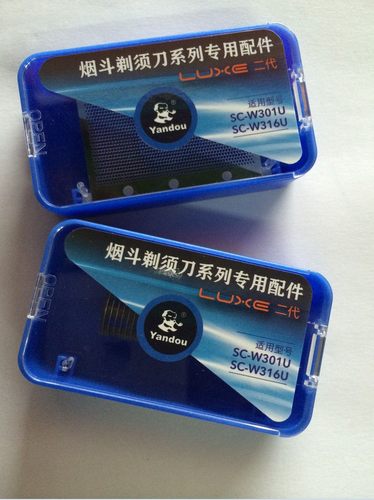 烟斗剃须刀系列专用配件
LUXE 二代
Yandou
®
适用型号
SC-W301U
SC-W316U
OPEN
烟斗剃须刀系列专用配件
LUXE 二代
Yandou
®
适用型号
SC-W301U
SC-W316U
OPEN